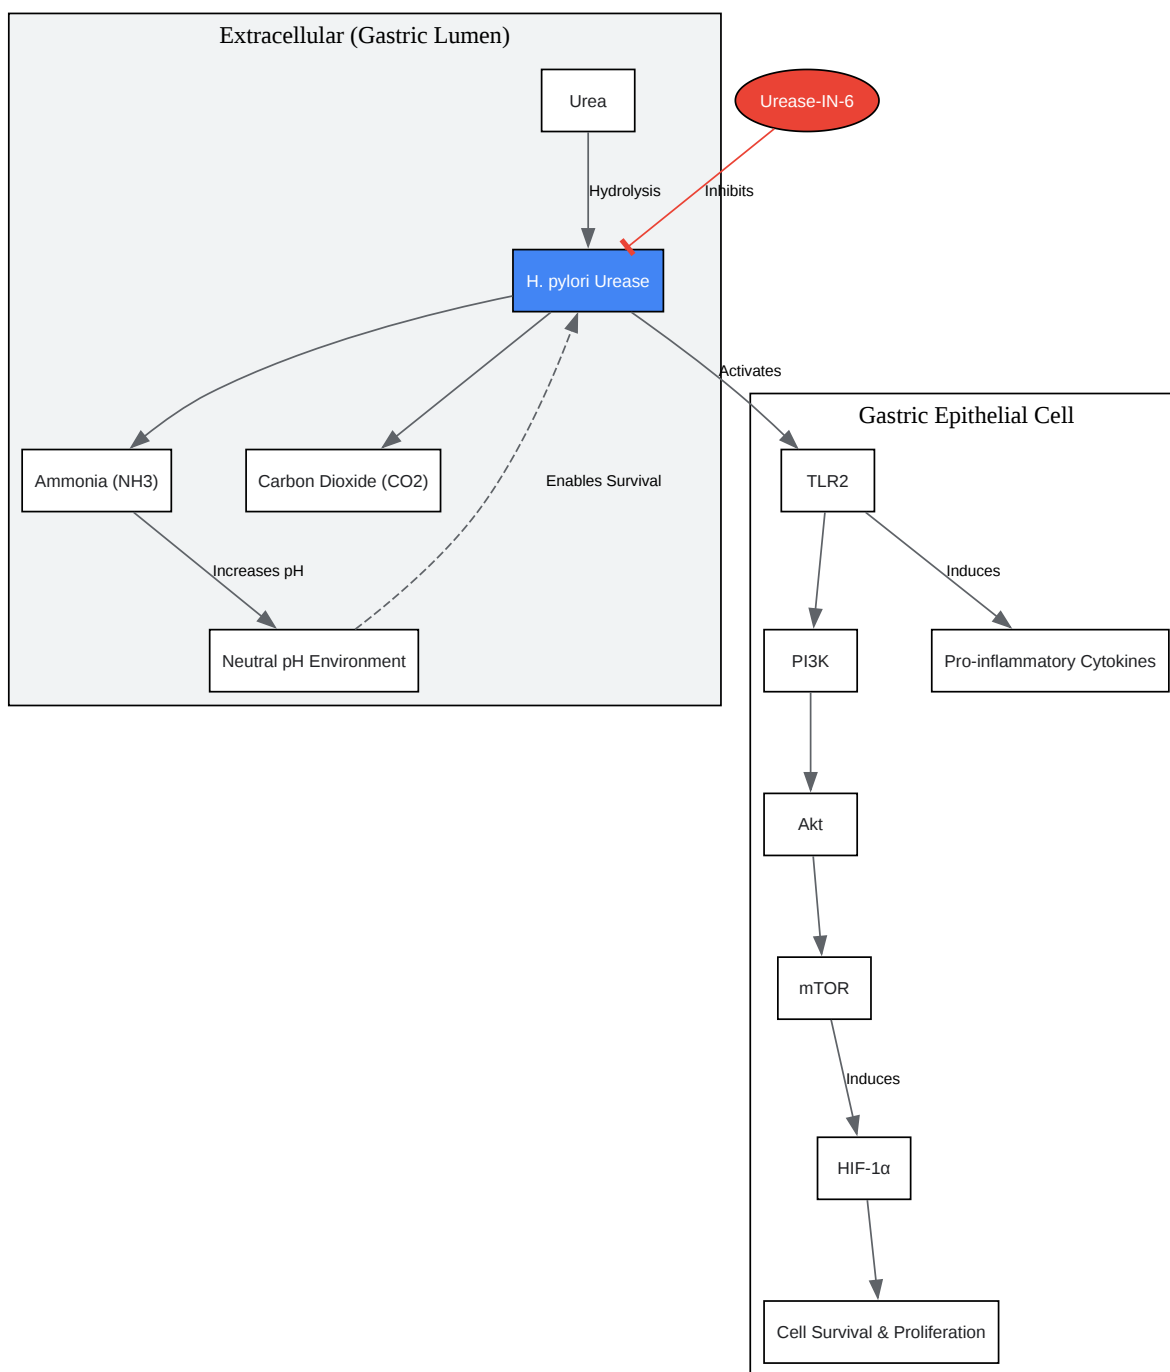 Extracellular (Gastric Lumen)
Urea
Urease-IN-6
Hydrolysis
Inhibits
H. pylori Urease
Activates
Gastric Epithelial Cell
Ammonia (NH3)
Carbon Dioxide (CO2)
Enables Survival
TLR2
Increases pH
Induces
Neutral pH Environment
PI3K
Pro-inflammatory Cytokines
Akt
mTOR
Induces
HIF-1α
Cell Survival & Proliferation